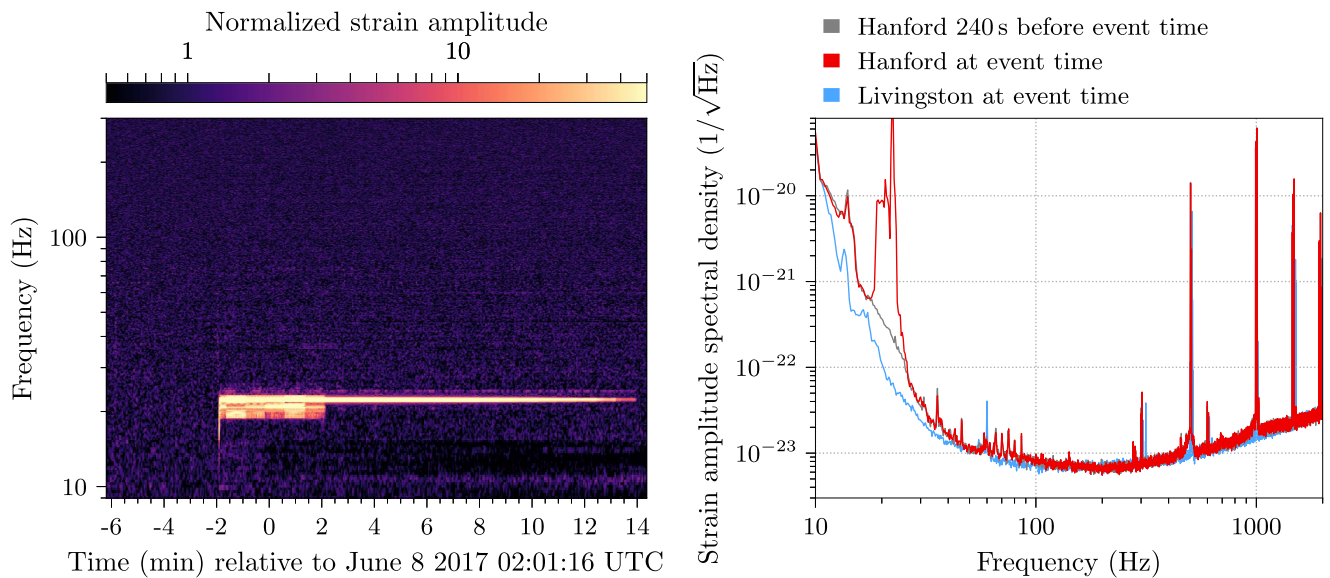 Normalized strain amplitude
1 10
Frequency (Hz)
100
10
-6 -4 -2 0 2 4 6 8 10 12 14
Time (min) relative to June 8 2017 02:01:16 UTC
Hanford 240 s before event time
Hanford at event time
Livingston at event time
Strain amplitude spectral density (1/√Hz)
10⁻²⁰
10⁻²¹
10⁻²²
10⁻²³
10 100 1000
Frequency (Hz)